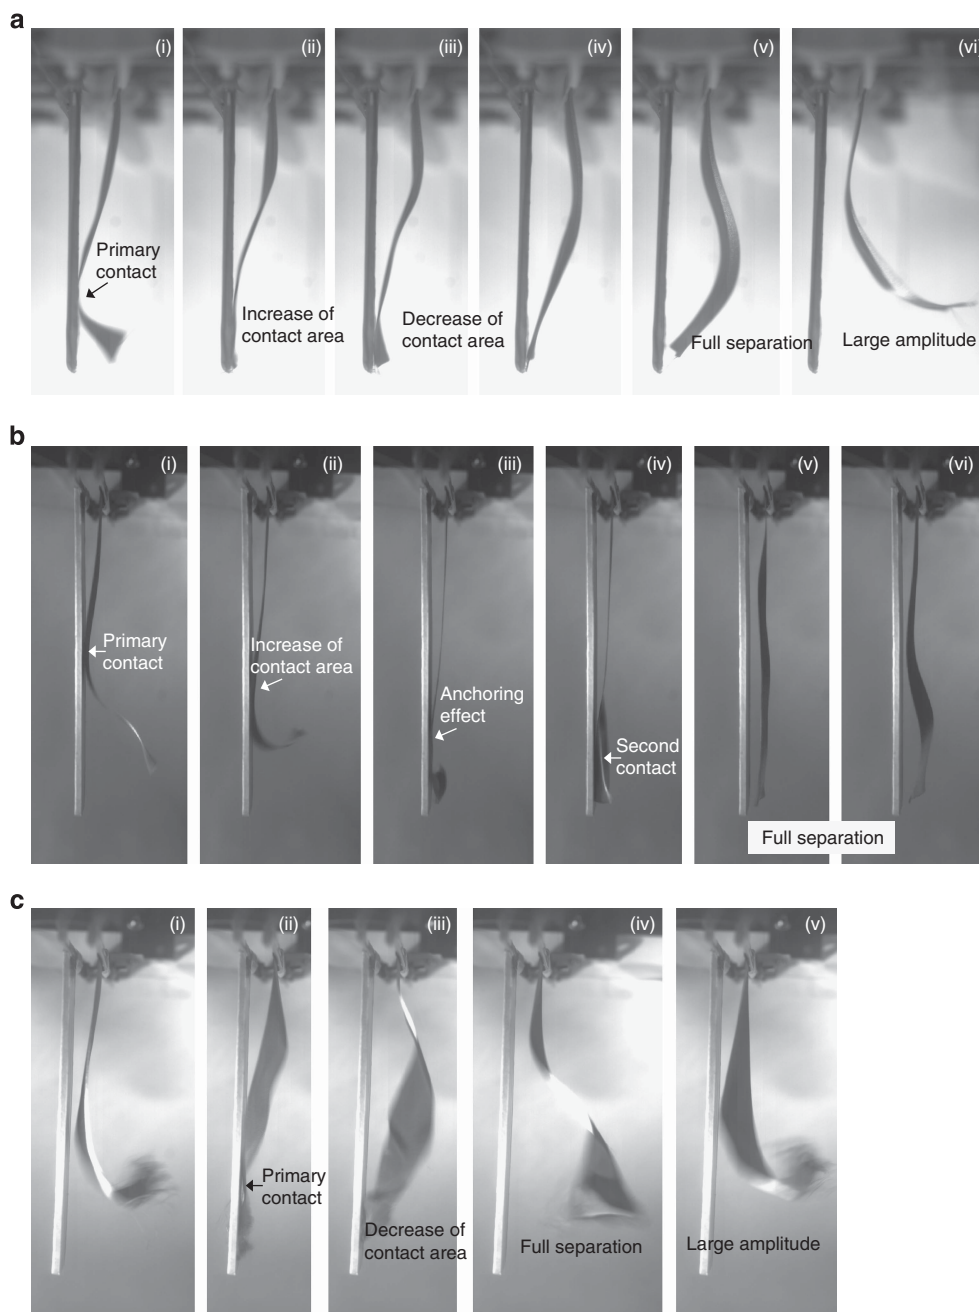 a
(i)
(ii)
(iii)
(iv)
(v)
(vi)
Primary
contact
Increase of
contact area
Decrease of
contact area
Full separation
Large amplitude
b
(i)
(ii)
(iii)
(iv)
(v)
(vi)
Primary
contact
Increase of
contact area
Anchoring
effect
Second
contact
Full separation
c
(i)
(ii)
(iii)
(iv)
(v)
Primary
contact
Decrease of
contact area
Full separation
Large amplitude